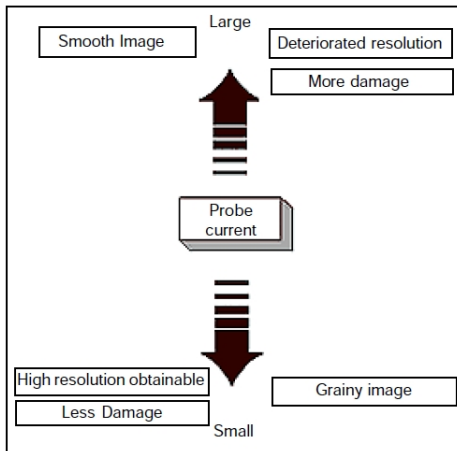 Large
Smooth Image
Deteriorated resolution
More damage
Probe
current
High resolution obtainable
Less Damage
Grainy image
Small